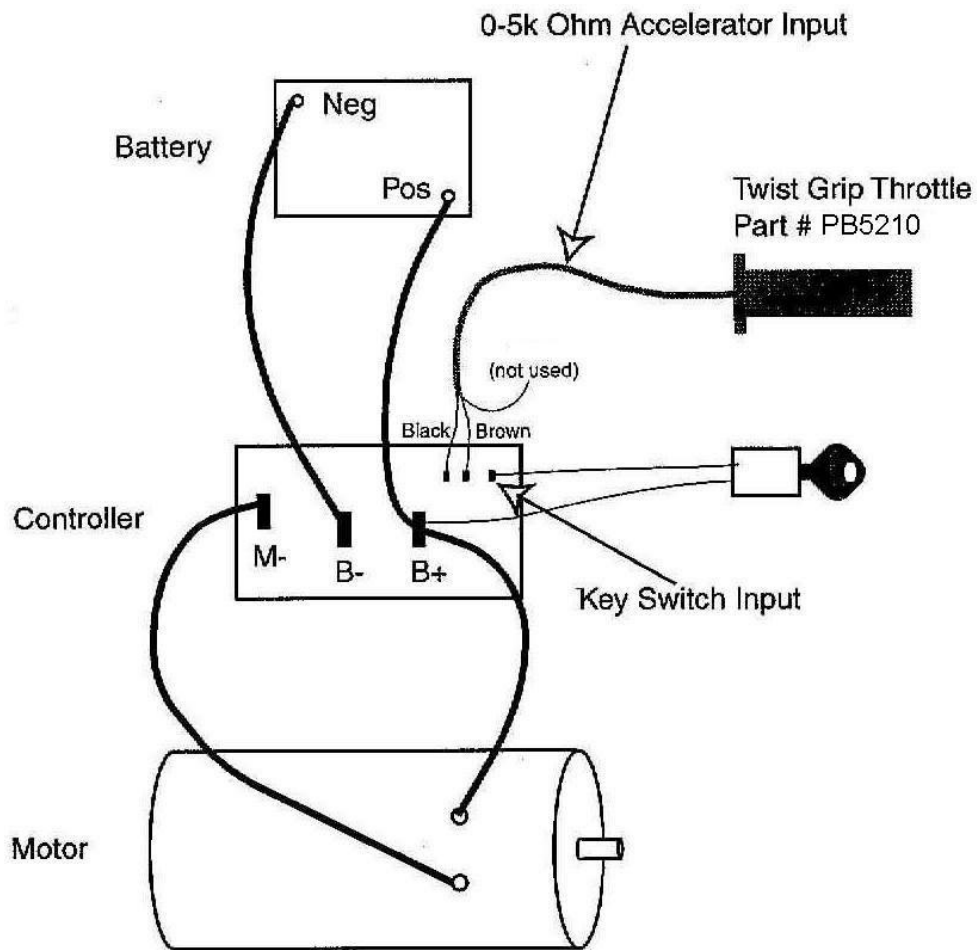 0-5k Ohm Accelerator Input
Neg
Battery
Pos
Twist Grip Throttle
Part # PB5210
(not used)
Black
Brown
Controller
M-
B-
B+
Key Switch Input
Motor